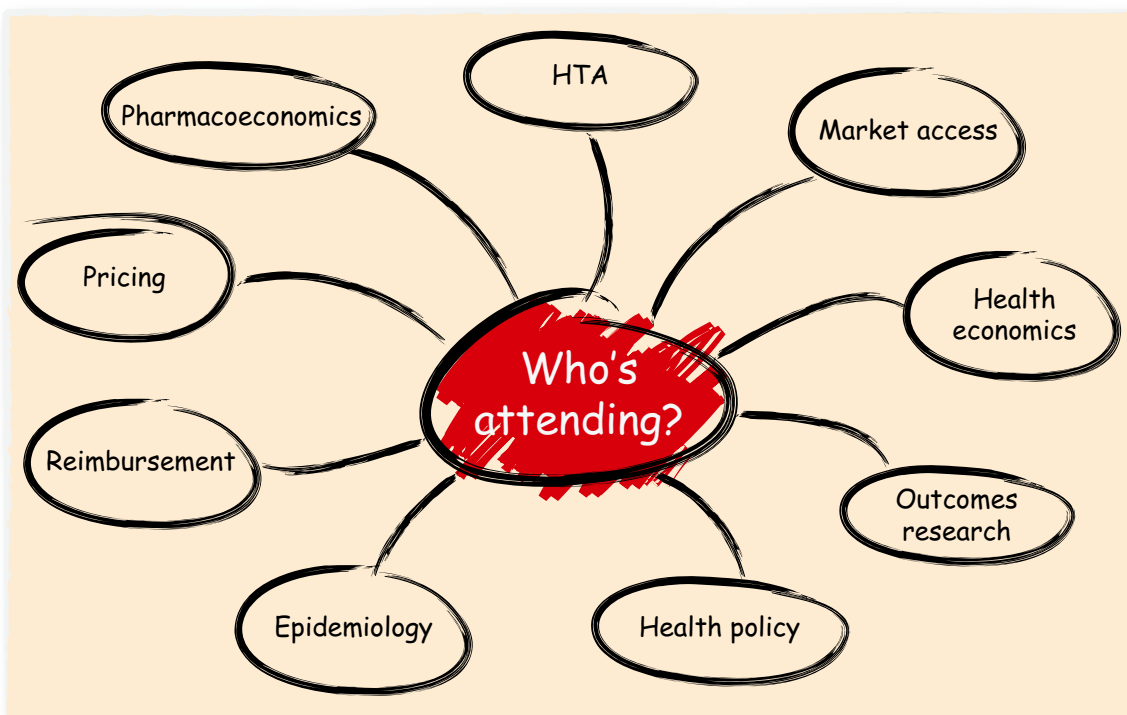 HTA
Pharmacoeconomics
Market access
Pricing
Health
economics
Who's
attending?
Reimbursement
Outcomes
research
Epidemiology
Health policy